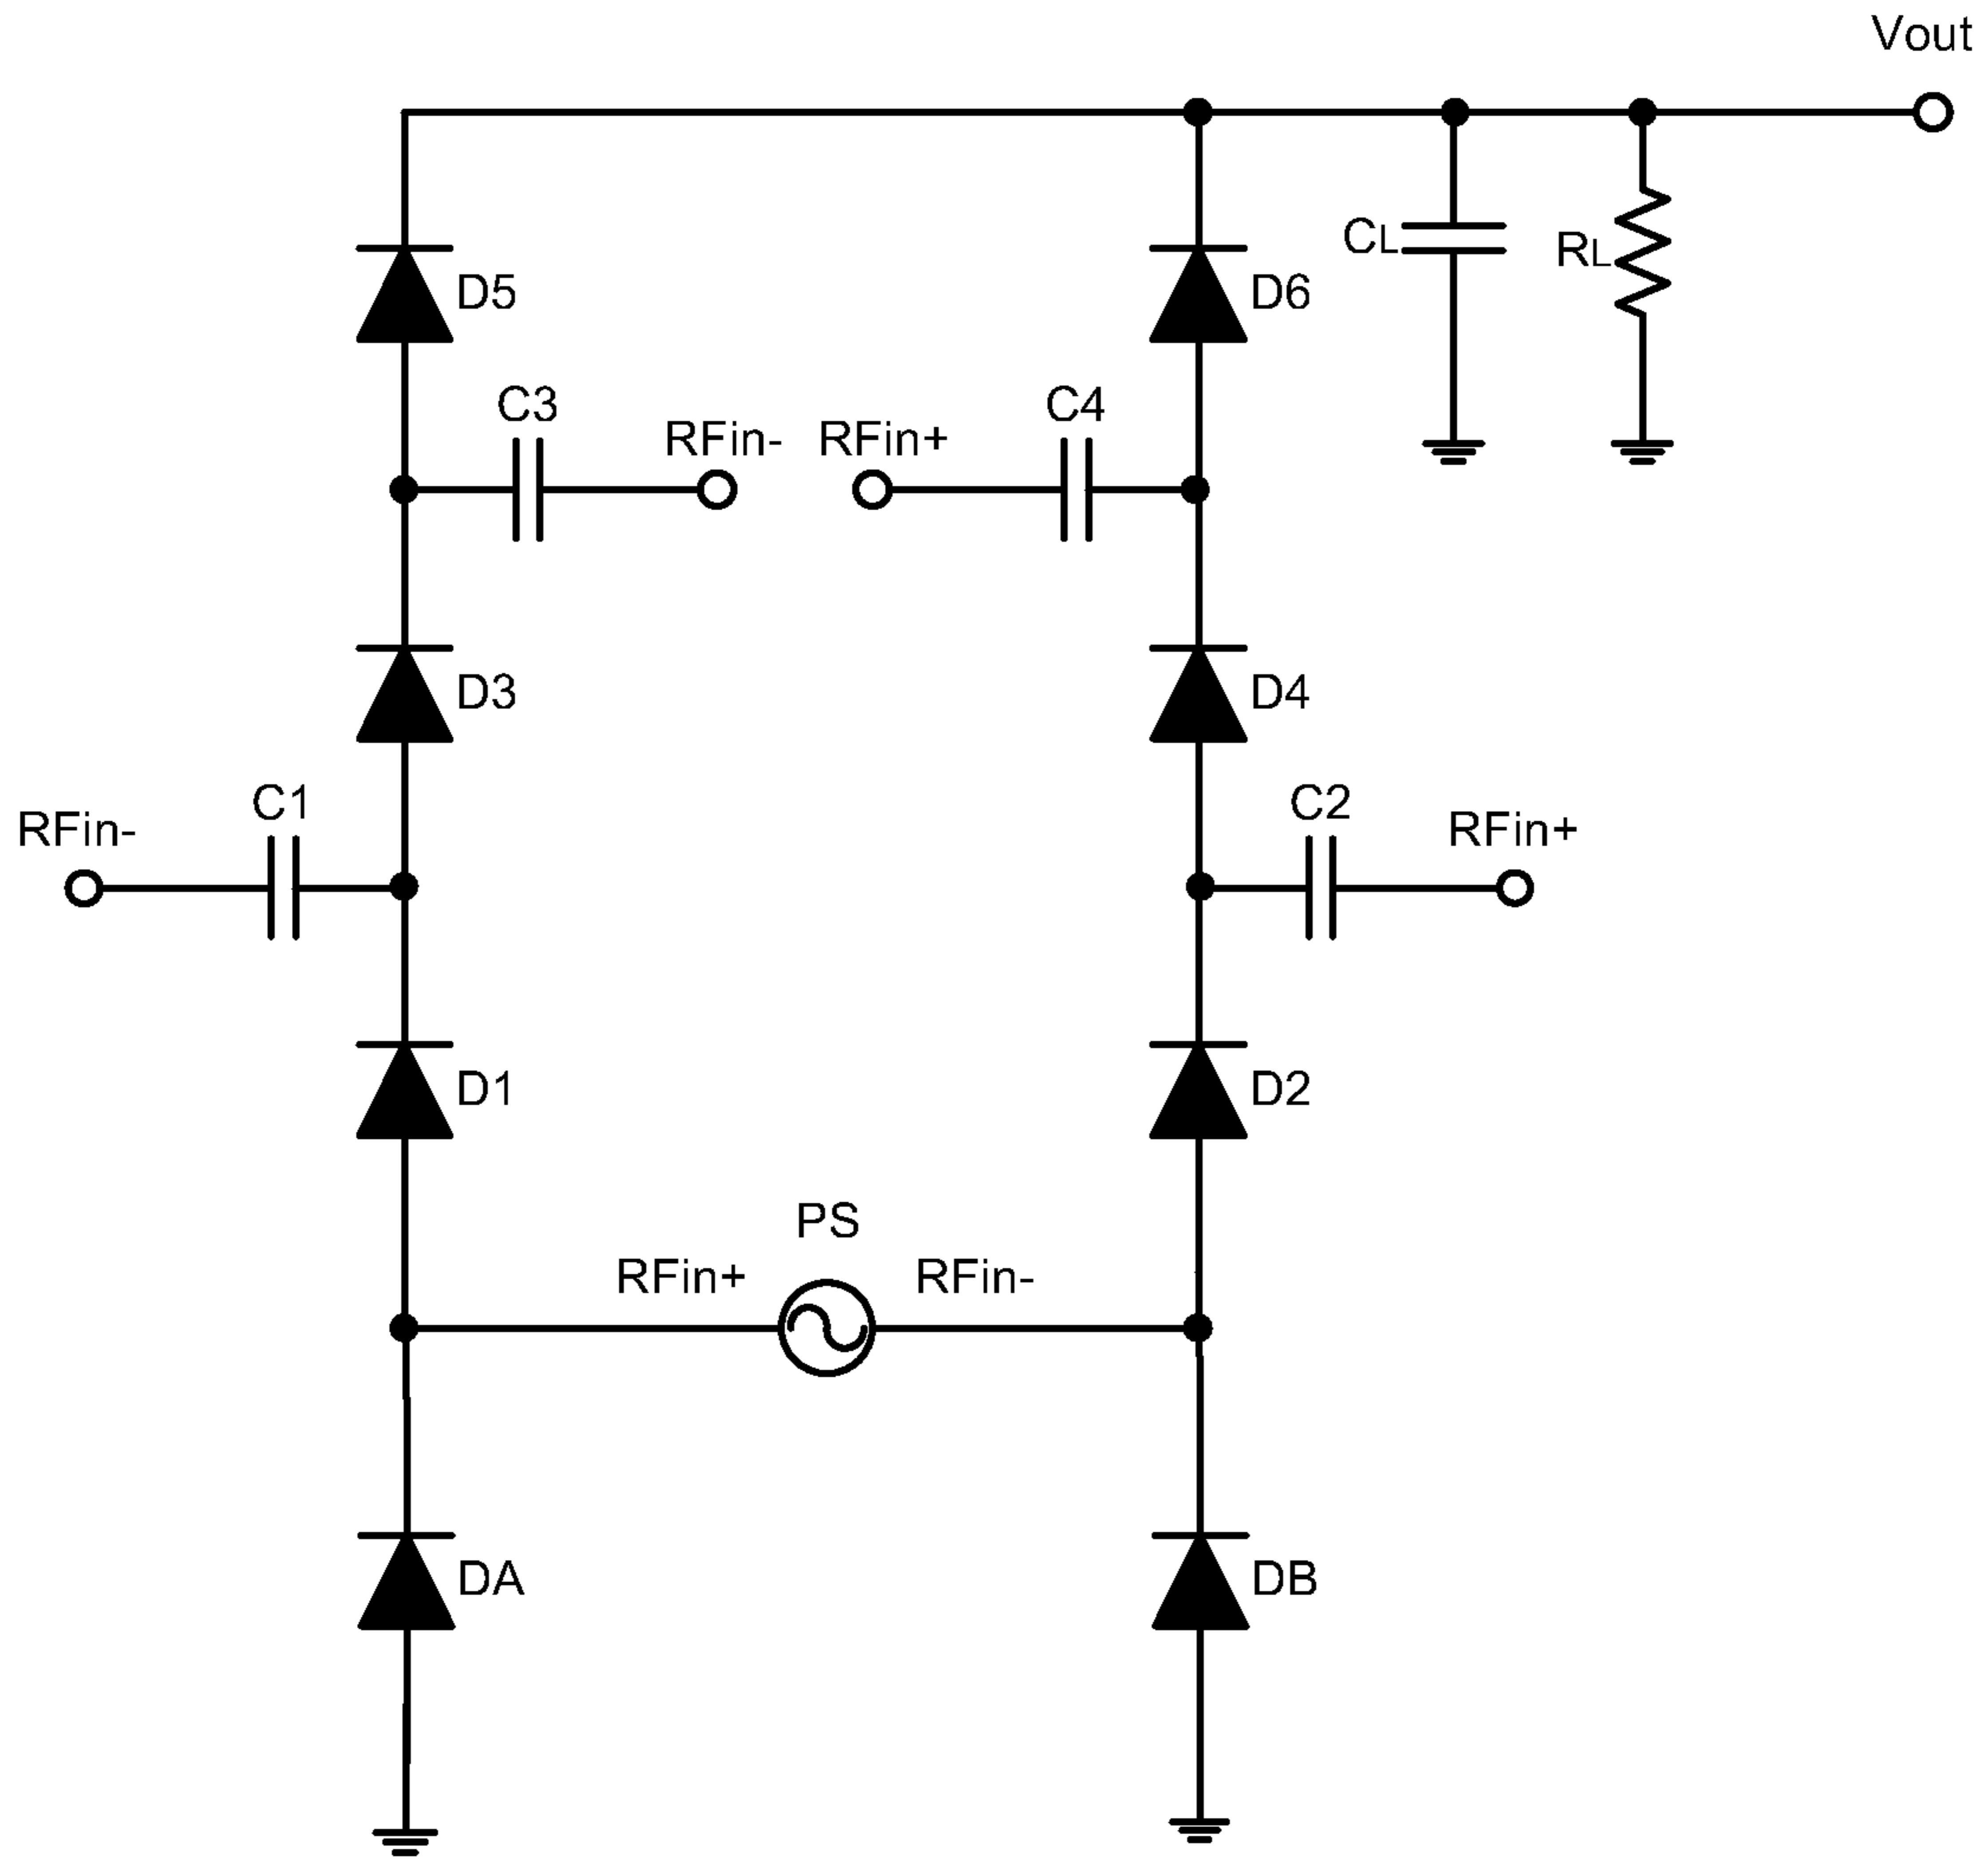 Vout
CL
RL
D5
D6
C3
C4
RFin-
RFin+
D3
D4
C1
C2
RFin-
RFin+
D1
D2
PS
RFin+
RFin-
DA
DB